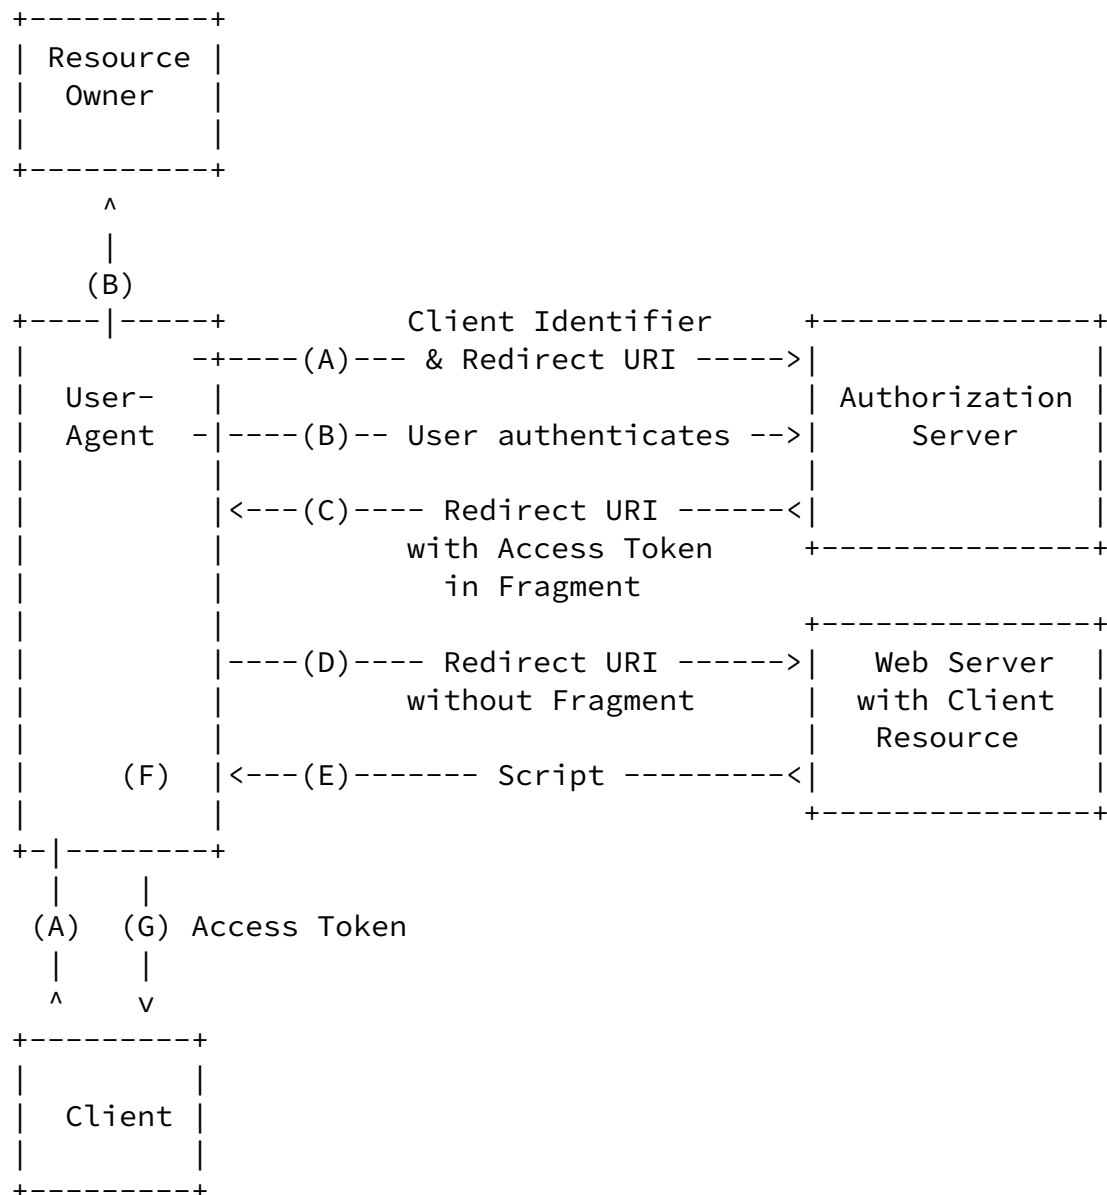 +----------+
| Resource |
|  Owner   |
|          |
+----------+
     ^
     |
    (B)
+----|-----+          Client Identifier     +---------------+
|         -+----(A)--- & Redirect URI ----->|               |
|  User-   |                                | Authorization |
|  Agent  -|----(B)-- User authenticates -->|     Server    |
|          |                                |               |
|          |<---(C)---- Redirect URI ------<|               |
|          |          with Access Token     +---------------+
|          |            in Fragment
|          |                                +---------------+
|          |----(D)---- Redirect URI ------>|   Web Server  |
|          |          without Fragment      |  with Client  |
|          |                                |   Resource    |
|     (F)  |<---(E)------- Script ---------<|               |
|          |                                +---------------+
+-|--------+
  |    |
 (A)  (G) Access Token
  |    |
  ^    v
+---------+
|         |
|  Client |
|         |
+---------+